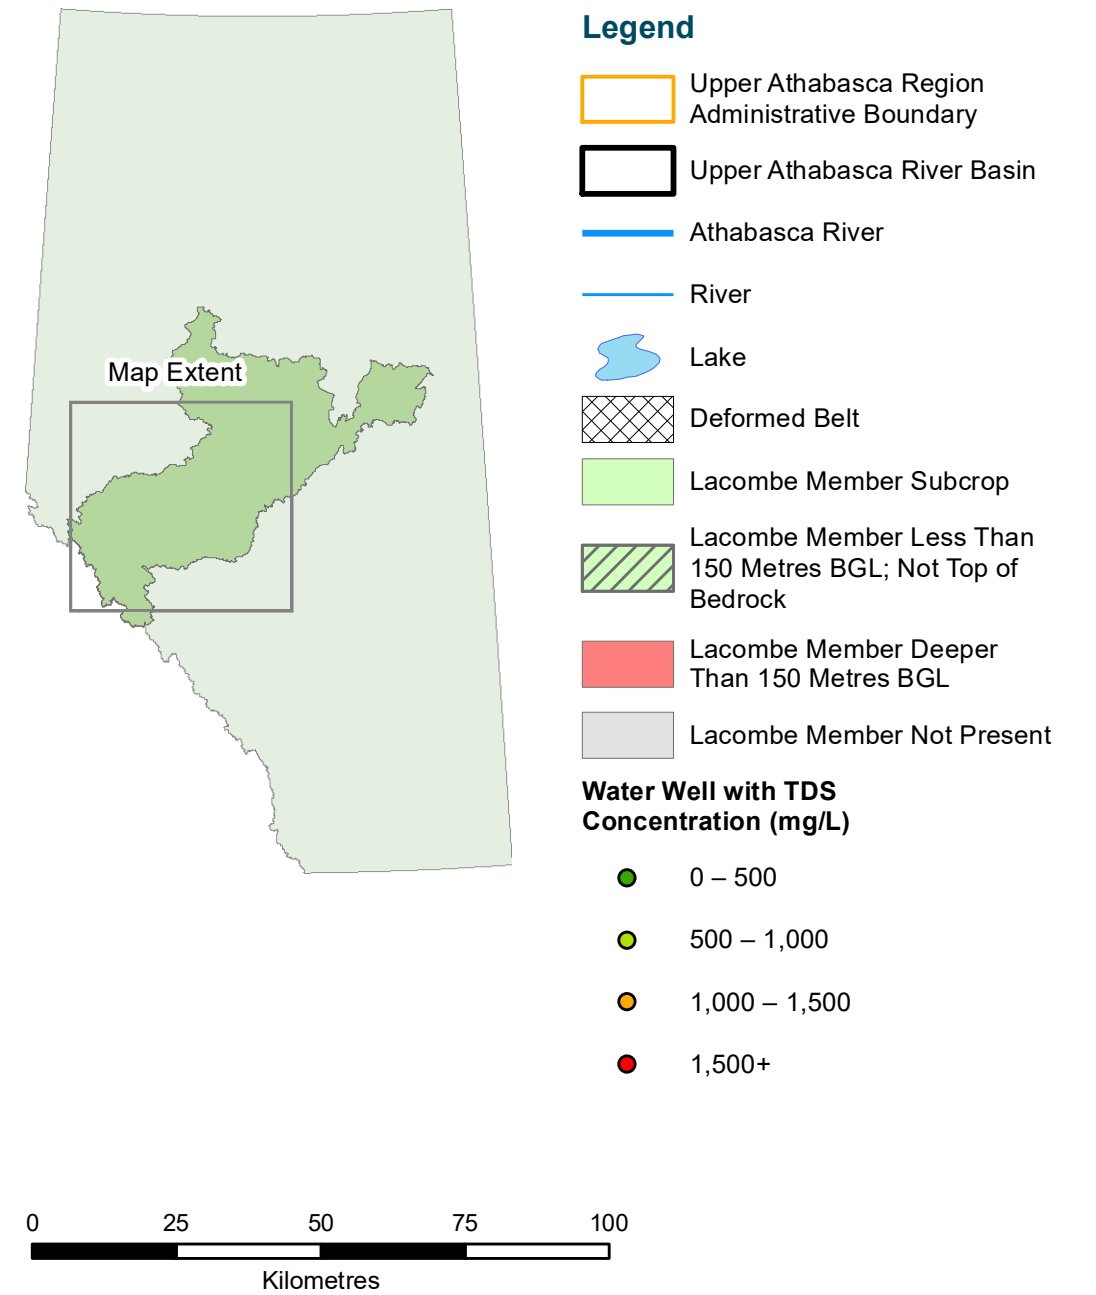 Map Extent
Legend
Upper Athabasca Region
Administrative Boundary
Upper Athabasca River Basin
Athabasca River
River
Lake
Deformed Belt
Lacombe Member Subcrop
Lacombe Member Less Than
150 Metres BGL; Not Top of
Bedrock
Lacombe Member Deeper
Than 150 Metres BGL
Lacombe Member Not Present
Water Well with TDS
Concentration (mg/L)
0 – 500
500 – 1,000
1,000 – 1,500
1,500+
0 25 50 75 100
Kilometres